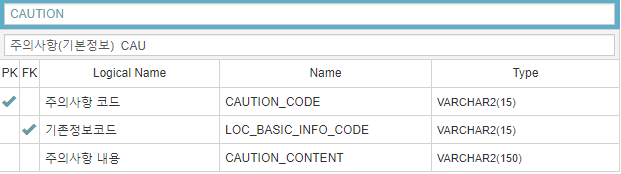 CAUTION
주의사항(기본정보) CAU
PK FK Logical Name Name Type
주의사항 코드 CAUTION_CODE VARCHAR2(15)
기존정보코드 LOC_BASIC_INFO_CODE VARCHAR2(15)
주의사항 내용 CAUTION_CONTENT VARCHAR2(150)